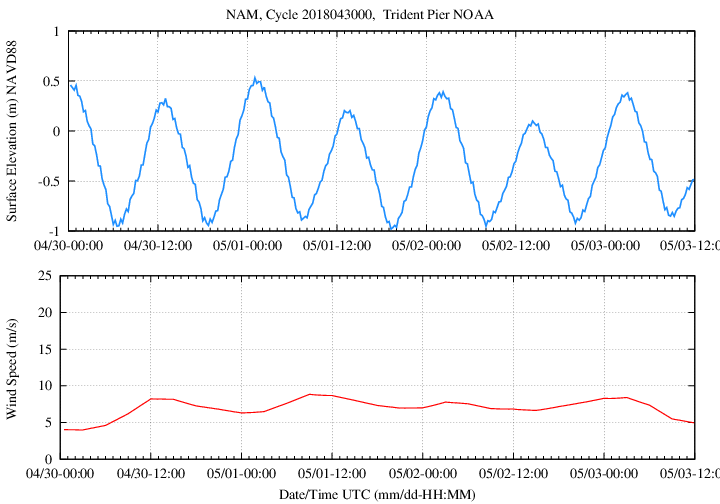 NAM, Cycle 2018043000,  Trident Pier NOAA
Surface Elevation (m) NAVD88
1
0.5
0
-0.5
-1
04/30-00:00 04/30-12:00 05/01-00:00 05/01-12:00 05/02-00:00 05/02-12:00 05/03-00:00 05/03-12:0
Wind Speed (m/s)
25
20
15
10
5
0
04/30-00:00 04/30-12:00 05/01-00:00 05/01-12:00 05/02-00:00 05/02-12:00 05/03-00:00 05/03-12:0
Date/Time UTC (mm/dd-HH:MM)